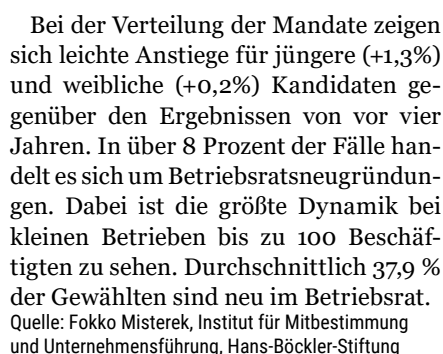 Bei der Verteilung der Mandate zeigen
sich leichte Anstiege für jüngere (+1,3%)
und weibliche (+0,2%) Kandidaten ge-
genüber den Ergebnissen von vor vier
Jahren. In über 8 Prozent der Fälle han-
delt es sich um Betriebsratsneugründun-
gen. Dabei ist die größte Dynamik bei
kleinen Betrieben bis zu 100 Beschäf-
tigten zu sehen. Durchschnittlich 37,9 %
der Gewählten sind neu im Betriebsrat.
Quelle: Fokko Misterek, Institut für Mitbestimmung
und Unternehmensführung, Hans-Böckler-Stiftung